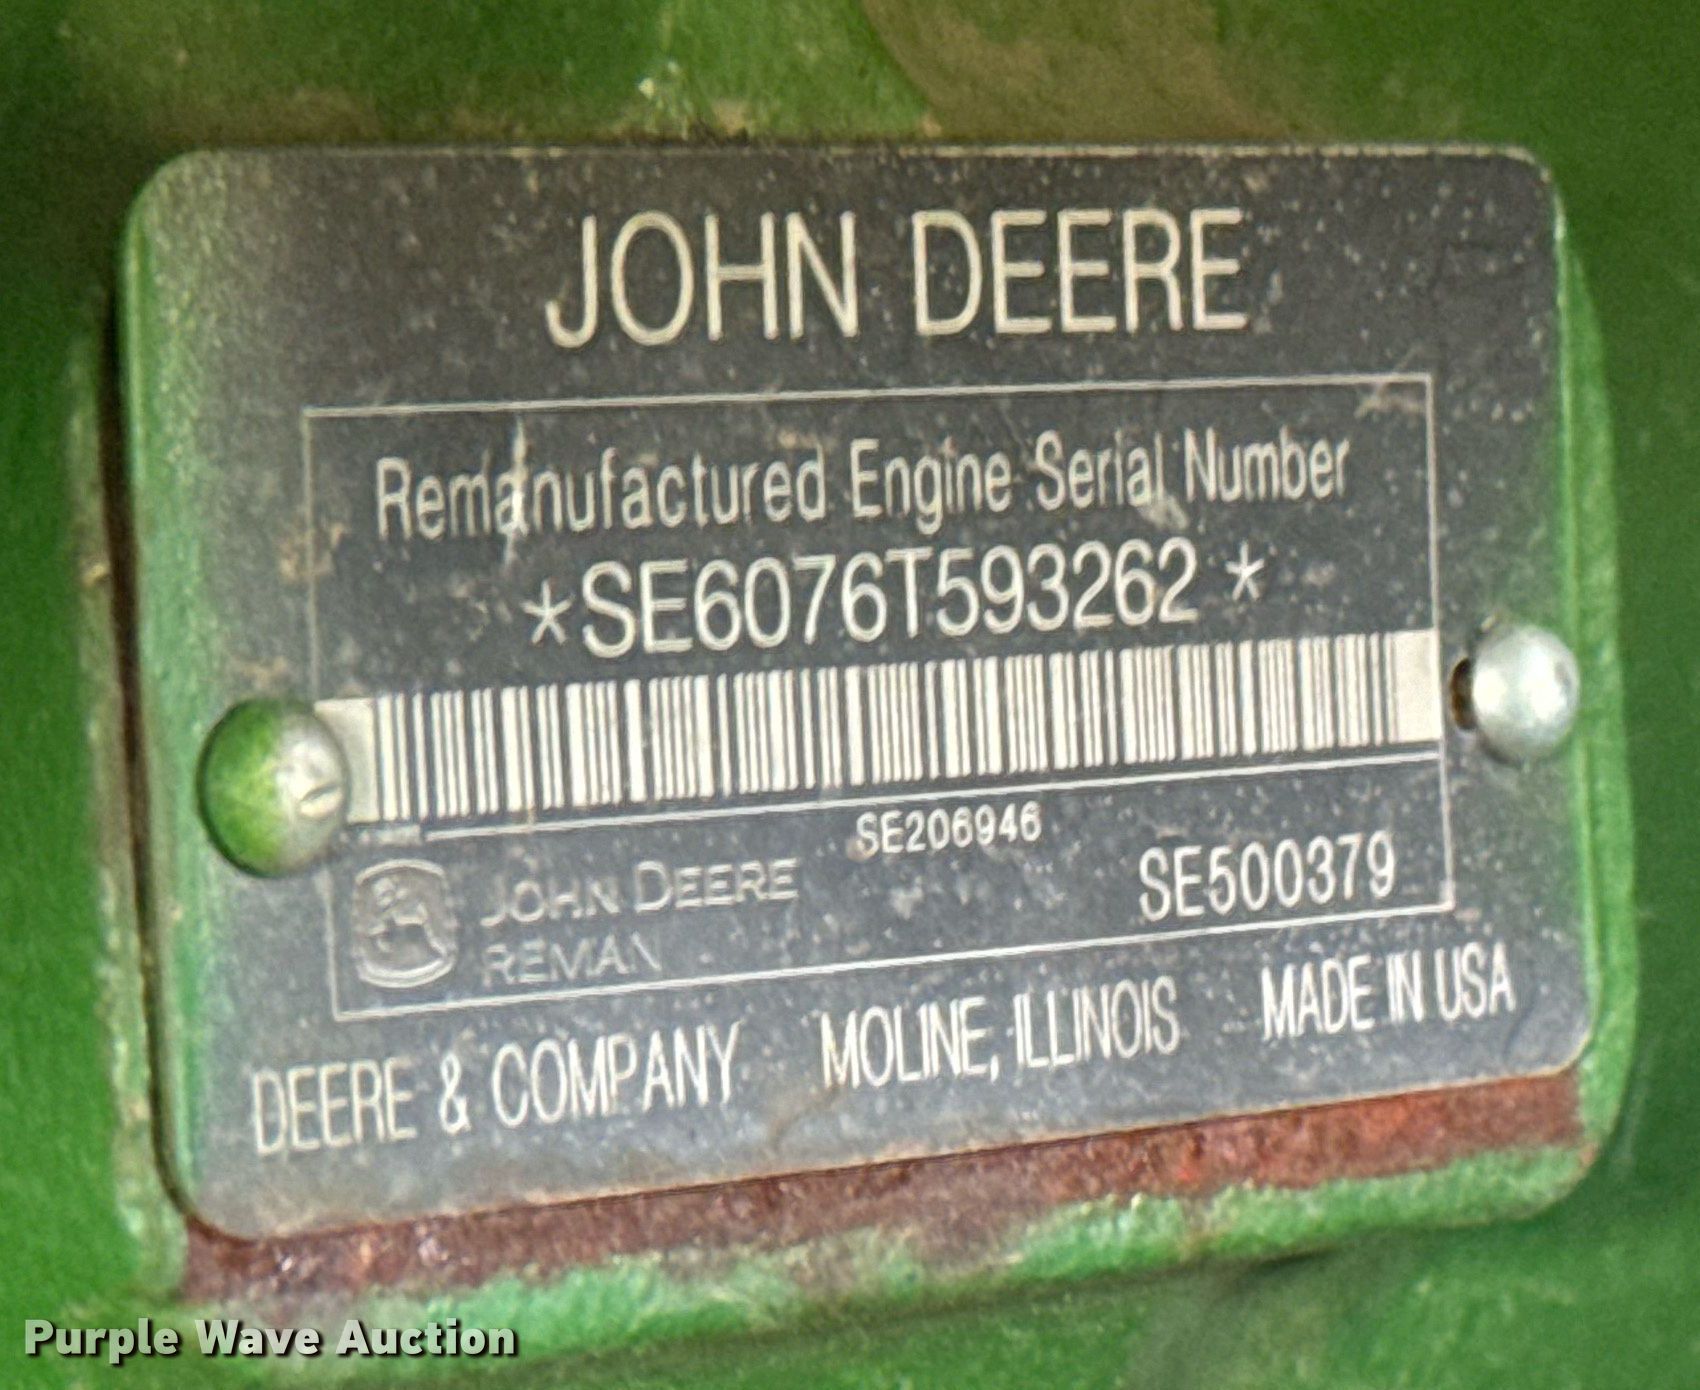 JOHN DEERE
Remanufactured Engine Serial Number
*SE6076T593262*
SE206946
JOHN DEERE
REMAN
SE500379
DEERE & COMPANY MOLINE, ILLINOIS MADE IN USA
Purple Wave Auction